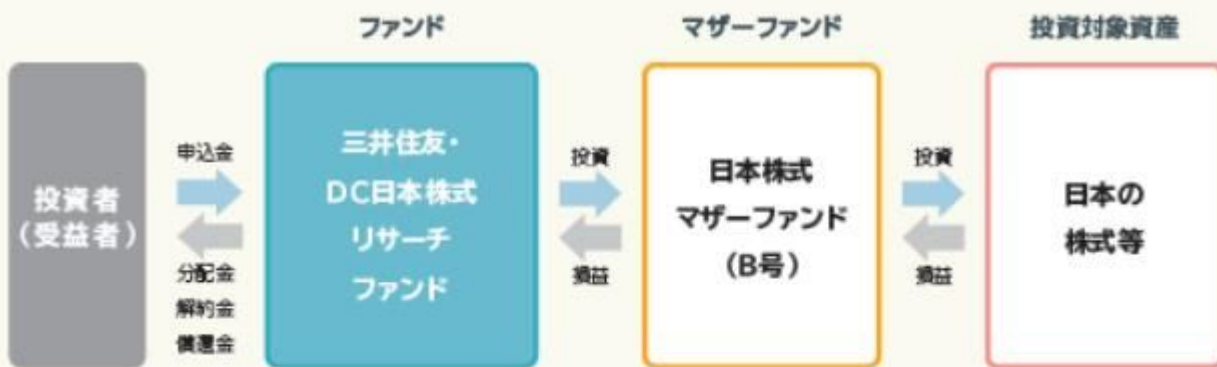 ファンド
マザーファンド
投資対象資産
投資者
（受益者）
申込金
分配金
解約金
償還金
三井住友・
DC日本株式
リサーチ
ファンド
投資
損益
日本株式
マザーファンド
（B号）
投資
損益
日本の
株式等